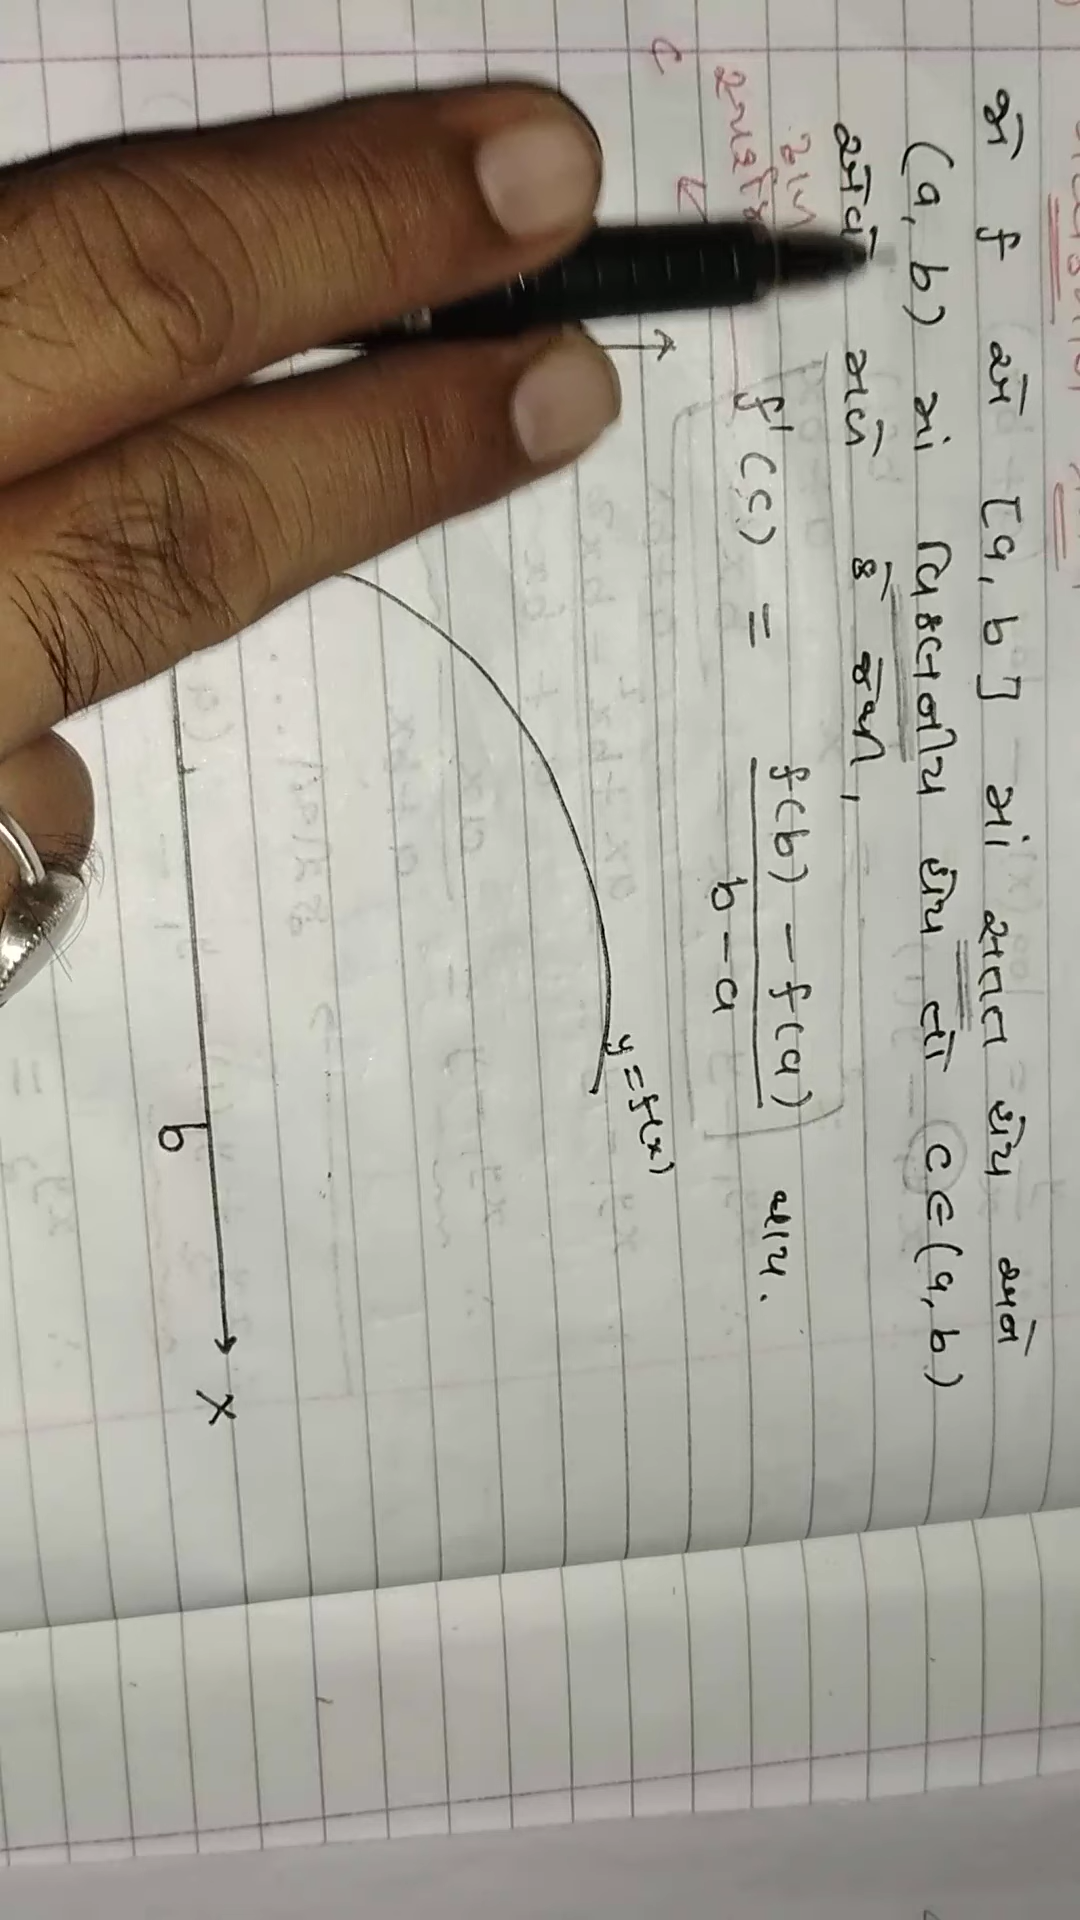 જો f એ [a, b] માં સતત હોય અને
(a, b) માં વિકલનીય હોય તો C ∈ (a, b)
એવો મળે કે જેથી,
f'(c) = f(b) - f(a) / b - a થાય.
y = f(x)
b
X